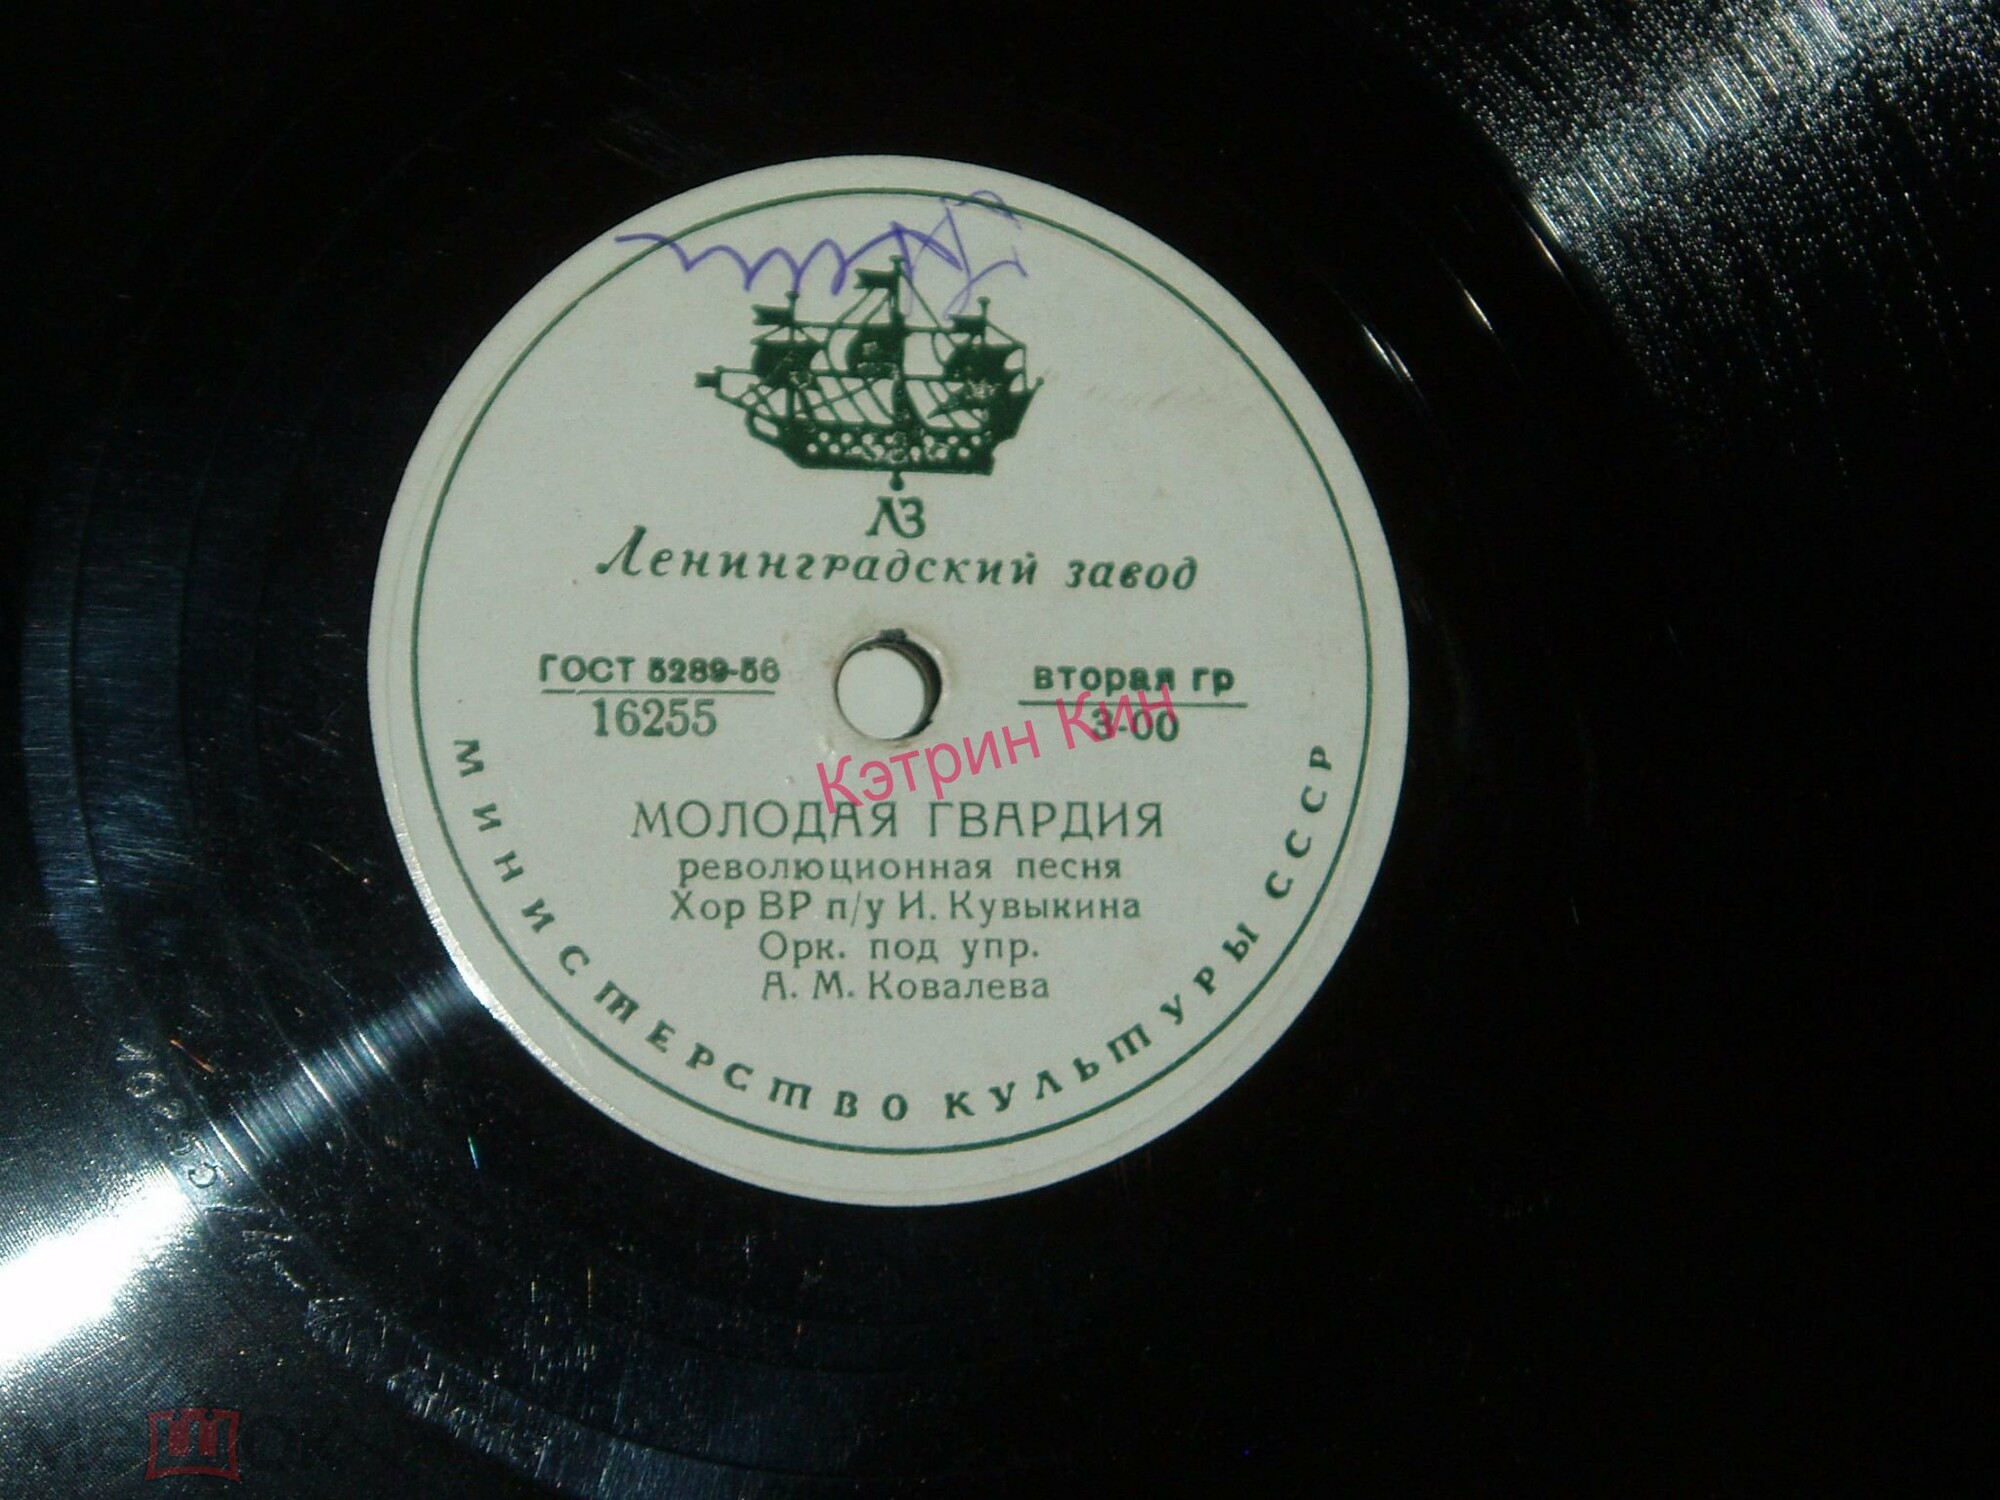 ЛЗ
Ленинградский завод
ГОСТ 5289-56
16255
вторая гр
3-00
Кэтрин Кин
МОЛОДАЯ ГВАРДИЯ
революционная песня
Хор ВР п/у И. Кувыкина
Орк. под упр.
А. М. Ковалева
МИНИСТЕРСТВО КУЛЬТУРЫ СССР
мешок